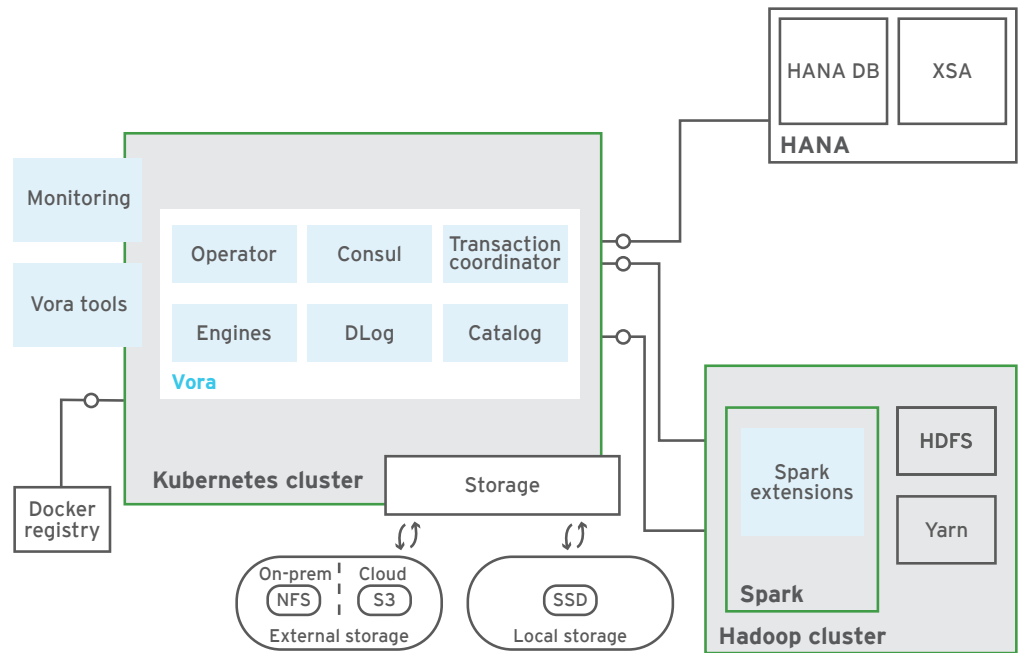 HANA DB
XSA
HANA
Monitoring
Vora tools
Operator
Consul
Transaction
coordinator
Engines
DLog
Catalog
Vora
Kubernetes cluster
Storage
Docker
registry
On-prem
Cloud
NFS
S3
External storage
SSD
Local storage
Spark
extensions
HDFS
Yarn
Spark
Hadoop cluster